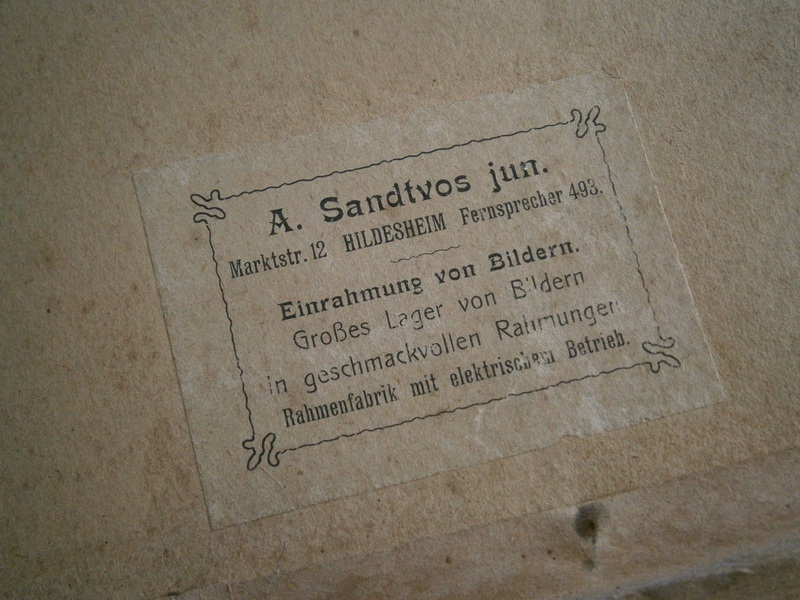 A. Sandtvos jun.
Marktstr. 12 HILDESHEIM Fernsprecher 493.
Einrahmung von Bildern.
Großes Lager von Bildern
in geschmackvollen Rahmungen
Rahmenfabrik mit elektrischem Betrieb.